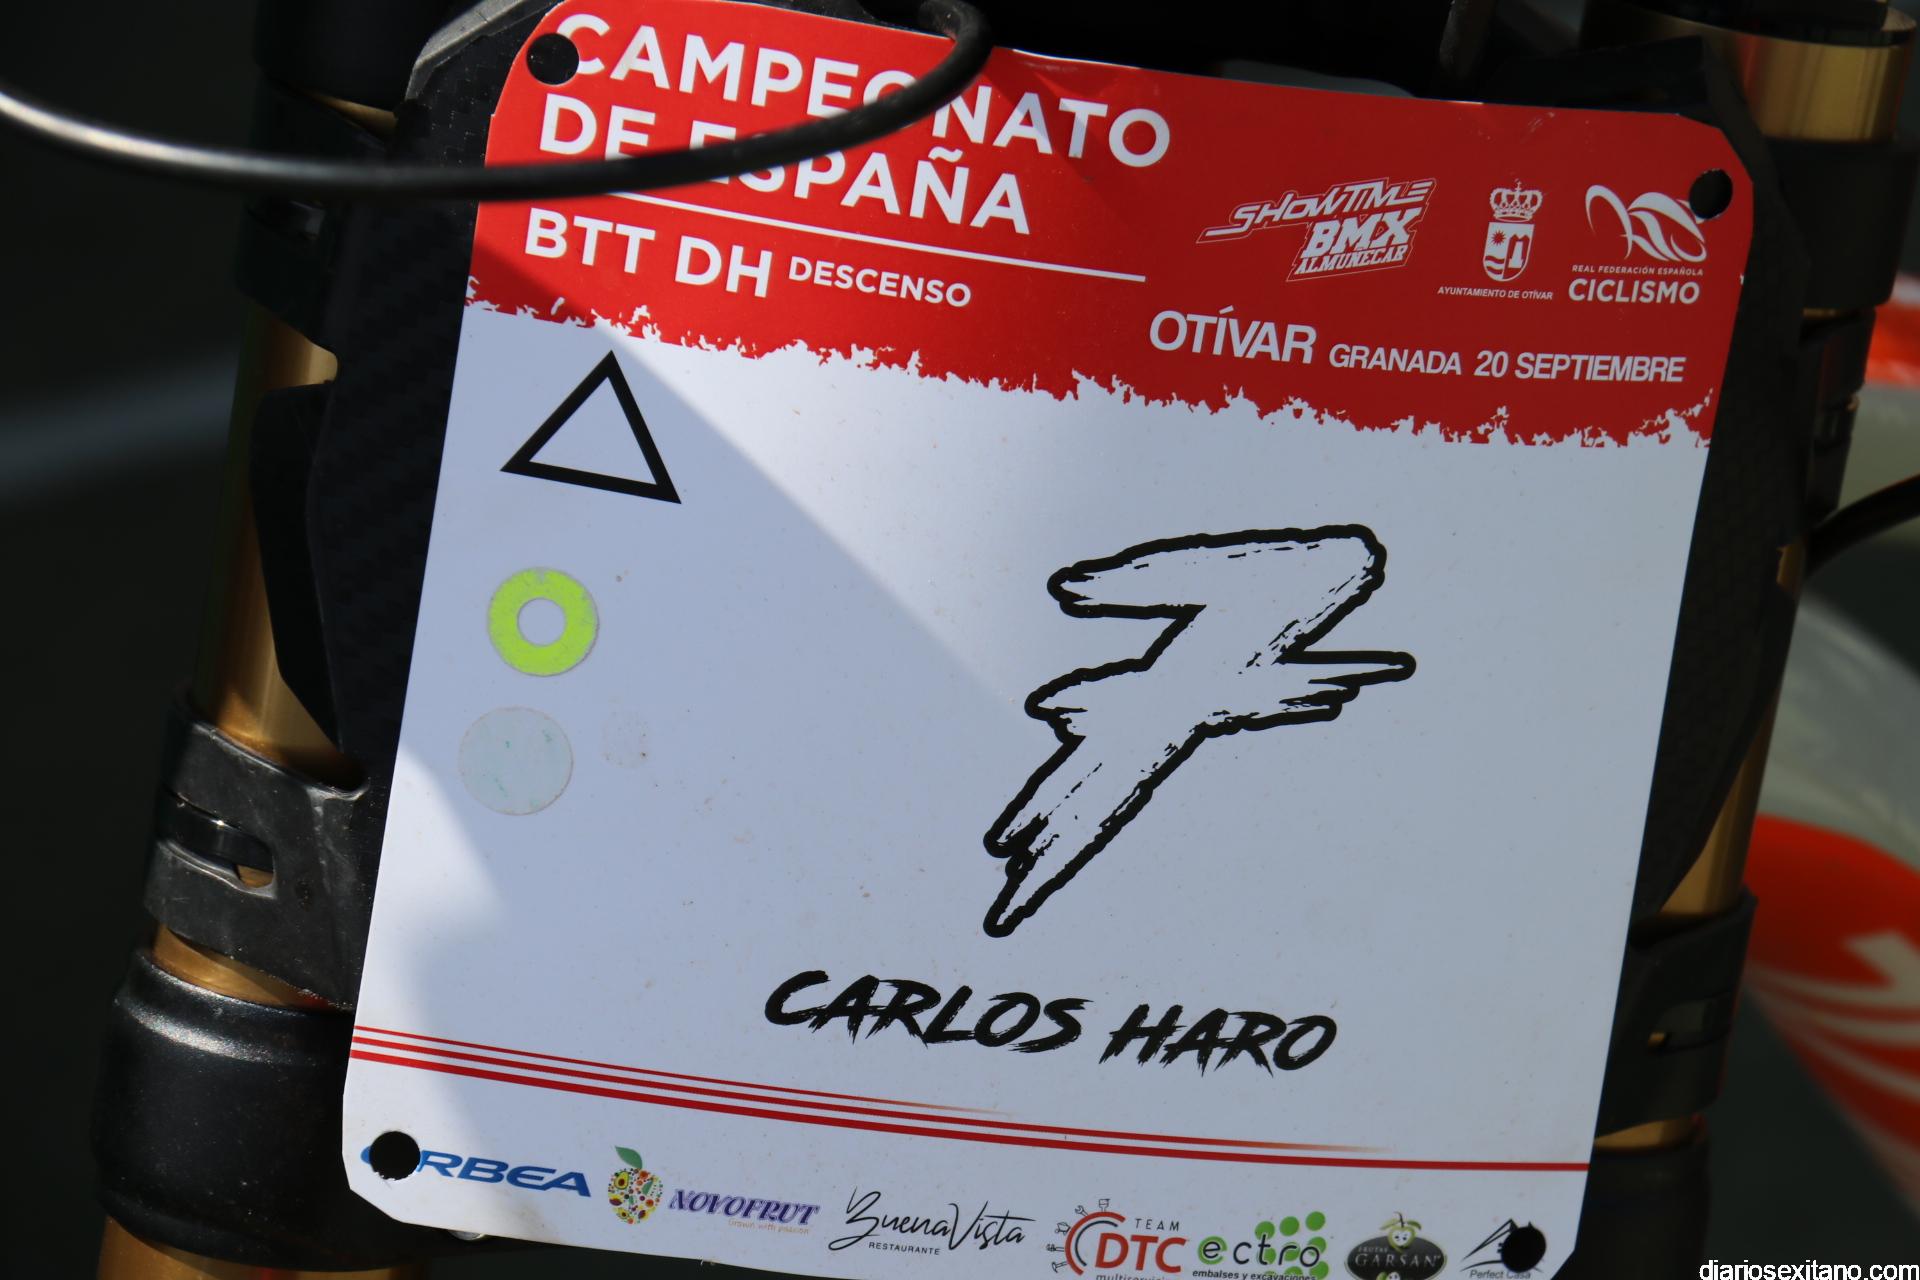 CAMPEONATO
DE ESPAÑA
BTT DH DESCENSO
SHOWTIME
BMX
ALMUÑECAR
AYUNTAMIENTO DE OTÍVAR
REAL FEDERACIÓN ESPAÑOLA
CICLISMO
OTÍVAR GRANADA 20 SEPTIEMBRE
7
CARLOS HARO
ORBEA
NOVOFRUT
Grown with passion
BuenaVista
RESTAURANTE
TEAM
DTC
ectro
embalses y excavaciones
FRUTAS
GARSAN
Perfect Casa
diariosexitano.com